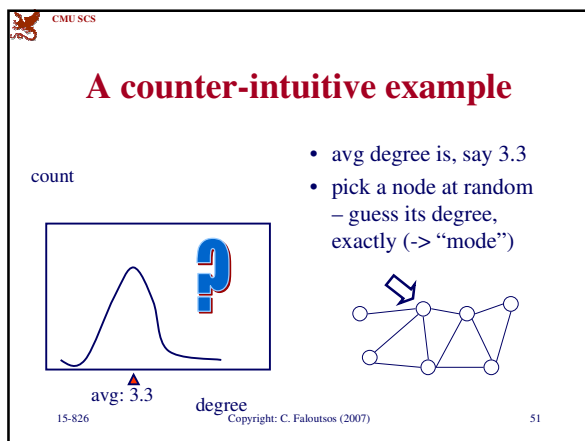 CMU SCS
A counter-intuitive example
• avg degree is, say 3.3
• pick a node at random
– guess its degree,
exactly (-> “mode”)
count
?
avg: 3.3
degree
15-826
Copyright: C. Faloutsos (2007)
51